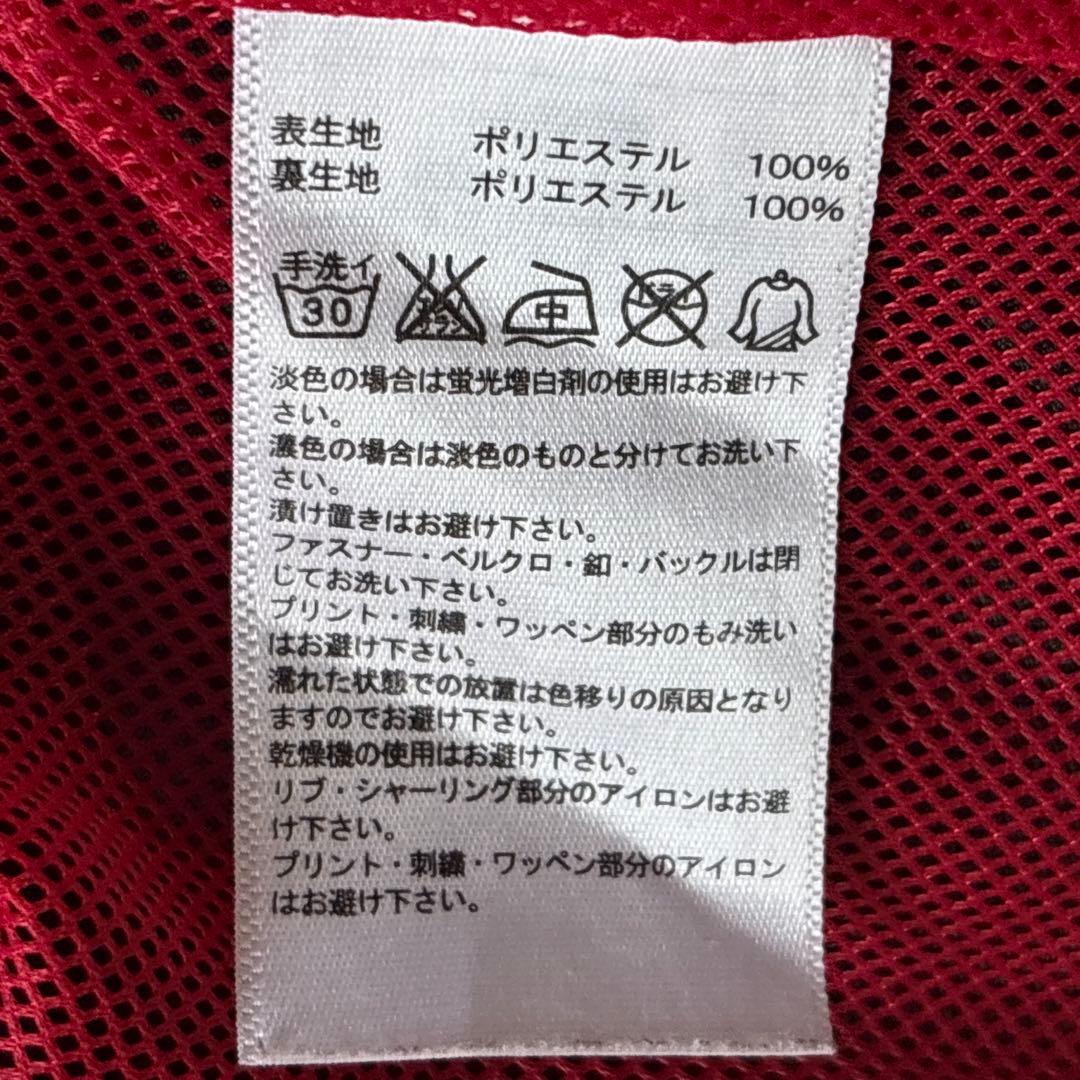 表生地 ポリエステル 100%
裏生地 ポリエステル 100%
手洗イ
30
中
ドライ
淡色の場合は蛍光増白剤の使用はお避け下
さい。
濃色の場合は淡色のものと分けてお洗い下
さい。
漬け置きはお避け下さい。
ファスナー・ベルクロ・釦・バックルは閉
じてお洗い下さい。
プリント・刺繍・ワッペン部分のもみ洗い
はお避け下さい。
濡れた状態での放置は色移りの原因となり
ますのでお避け下さい。
乾燥機の使用はお避け下さい。
リブ・シャーリング部分のアイロンはお避
け下さい。
プリント・刺繍・ワッペン部分のアイロン
はお避け下さい。